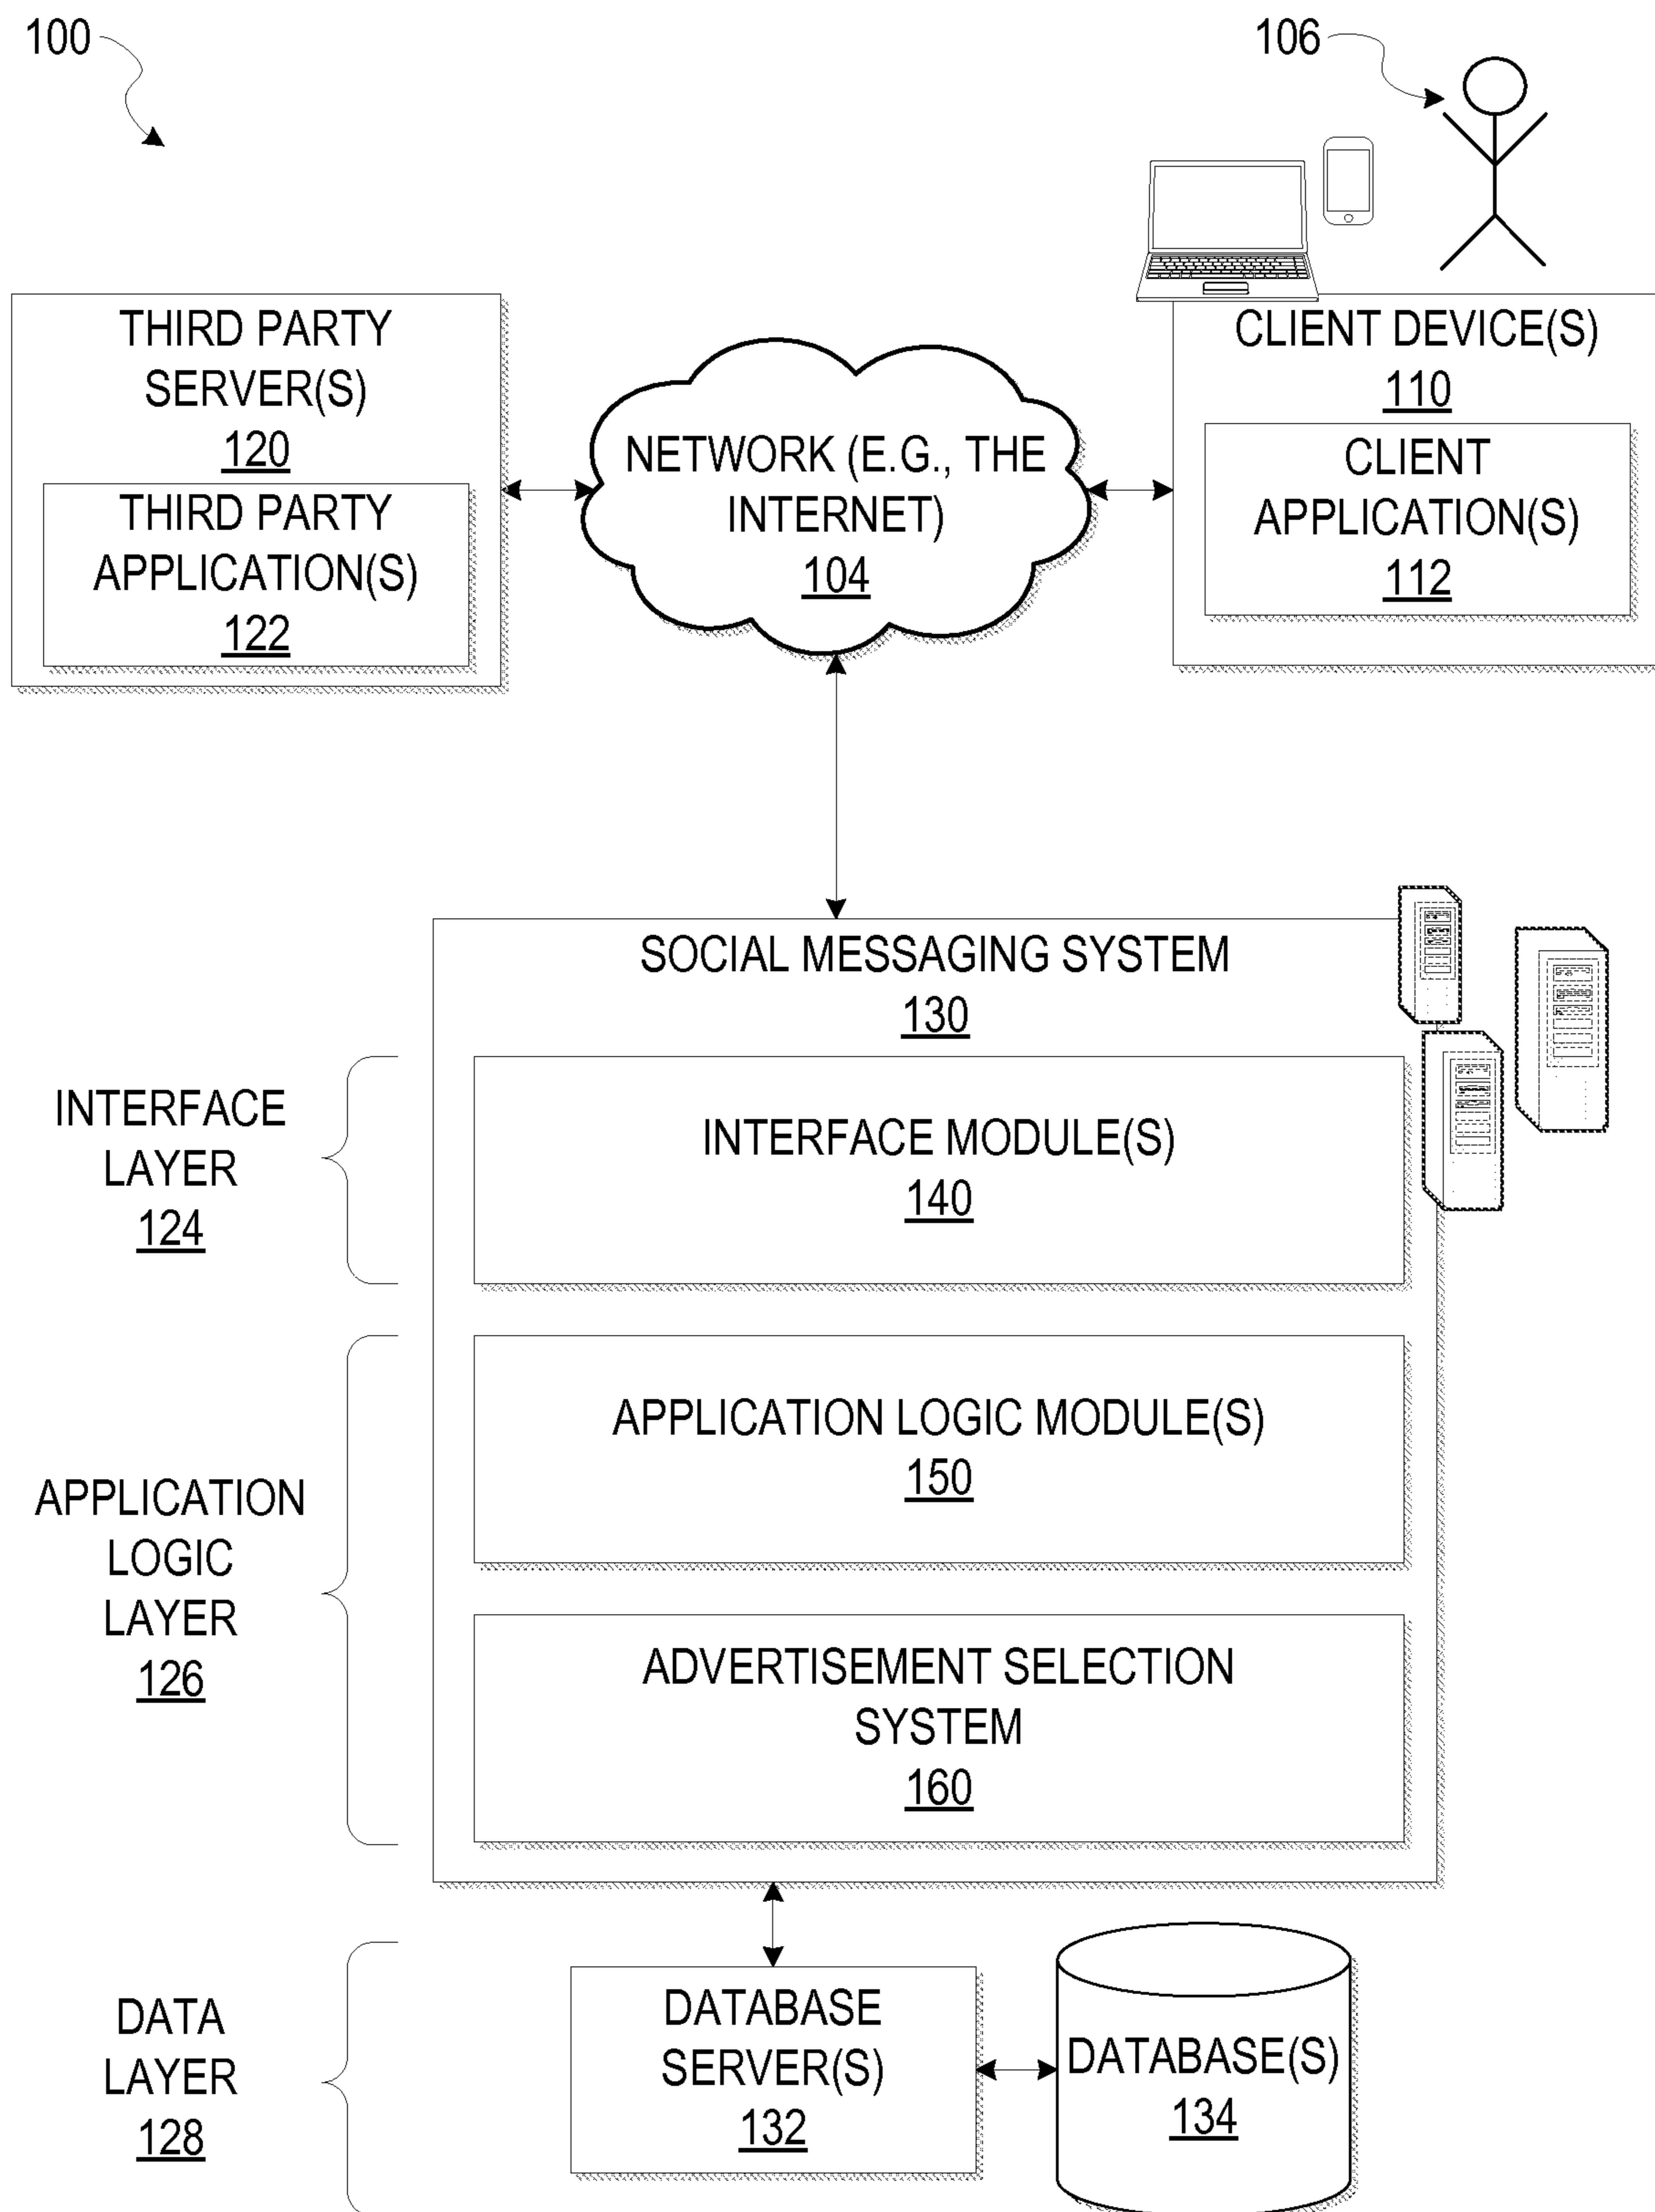 100
106
THIRD PARTY
SERVER(S)
120
THIRD PARTY
APPLICATION(S)
122
NETWORK (E.G., THE
INTERNET)
104
CLIENT DEVICE(S)
110
CLIENT
APPLICATION(S)
112
SOCIAL MESSAGING SYSTEM
130
INTERFACE
LAYER
124
INTERFACE MODULE(S)
140
APPLICATION
LOGIC
LAYER
126
APPLICATION LOGIC MODULE(S)
150
ADVERTISEMENT SELECTION
SYSTEM
160
DATA
LAYER
128
DATABASE
SERVER(S)
132
DATABASE(S)
134